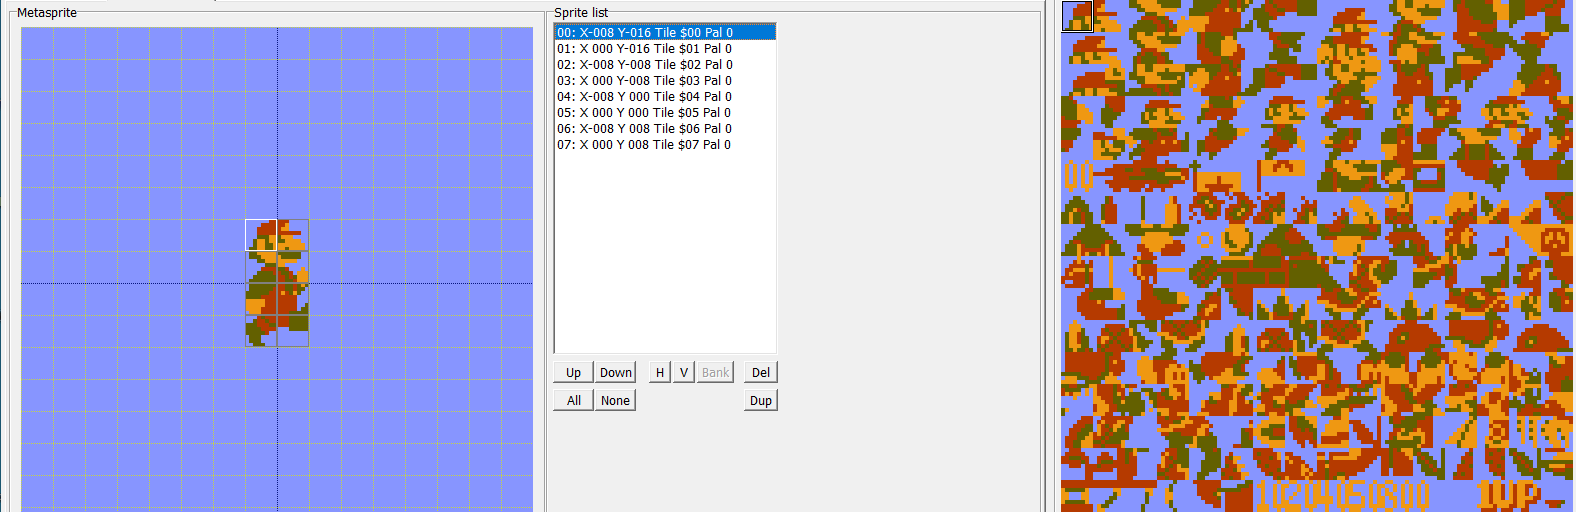 Metasprite
Sprite list
00: X-008 Y-016 Tile $00 Pal 0
01: X 000 Y-016 Tile $01 Pal 0
02: X-008 Y-008 Tile $02 Pal 0
03: X 000 Y-008 Tile $03 Pal 0
04: X-008 Y 000 Tile $04 Pal 0
05: X 000 Y 000 Tile $05 Pal 0
06: X-008 Y 008 Tile $06 Pal 0
07: X 000 Y 008 Tile $07 Pal 0
Up Down H V Bank Del
All None Dup
00
10204050800 1UP